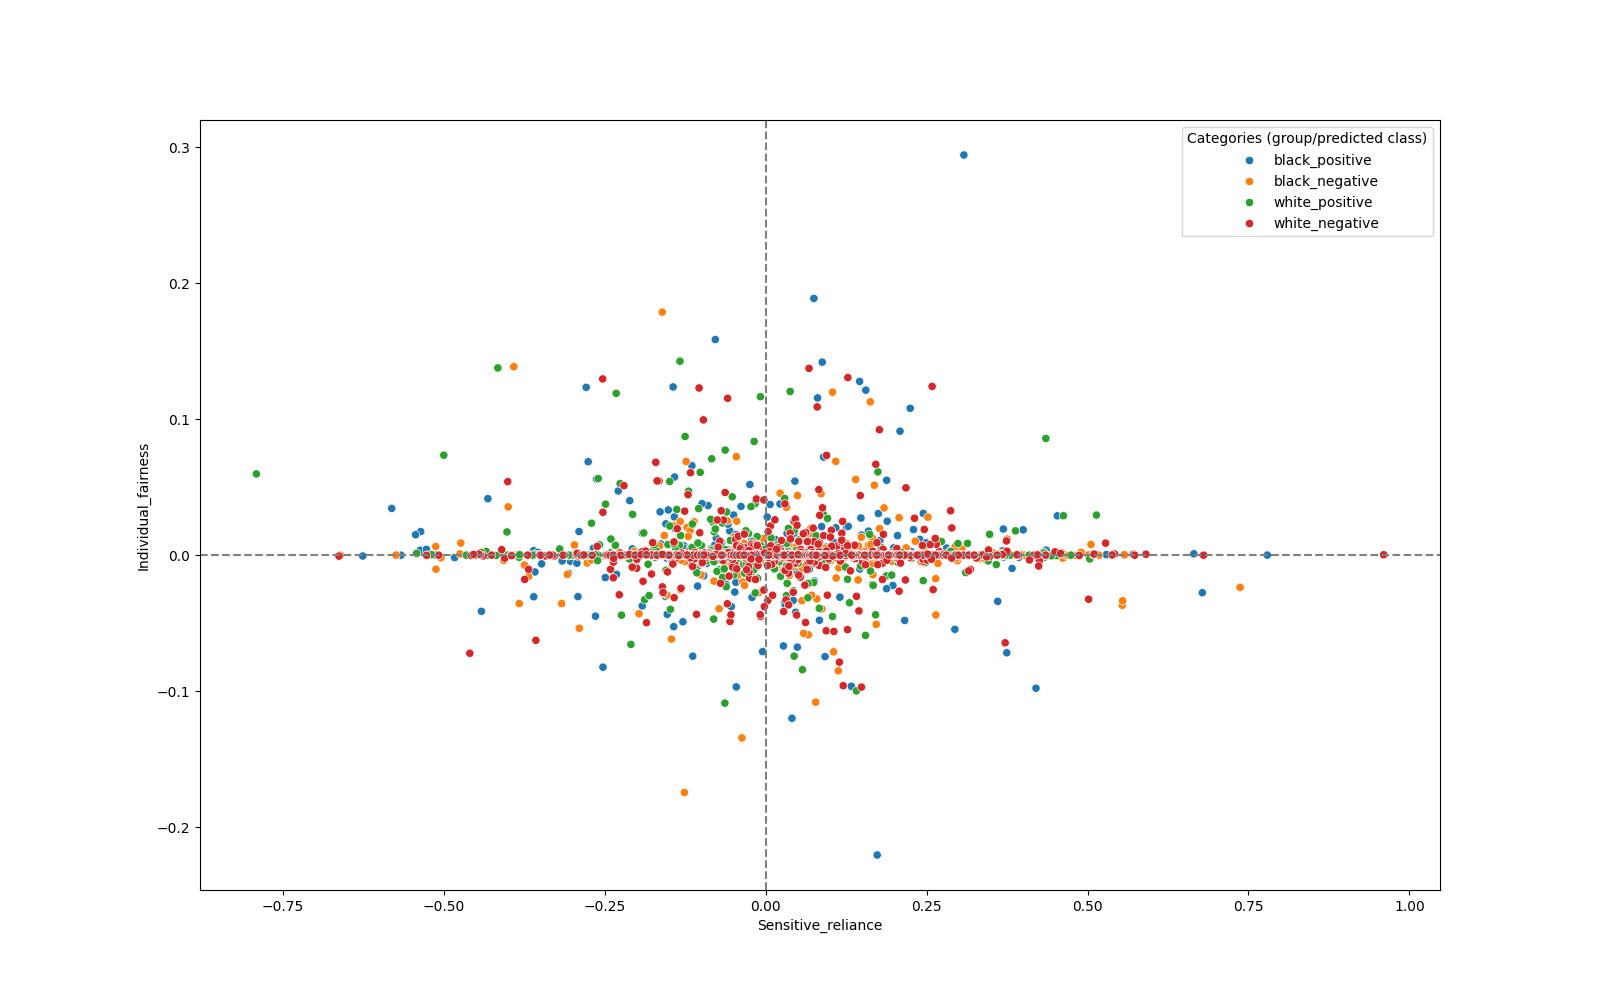 Categories (group/predicted class)
black_positive
black_negative
white_positive
white_negative
0.3
0.2
0.1
0.0
−0.1
−0.2
Individual_fairness
−0.75
−0.50
−0.25
0.00
0.25
0.50
0.75
1.00
Sensitive_reliance